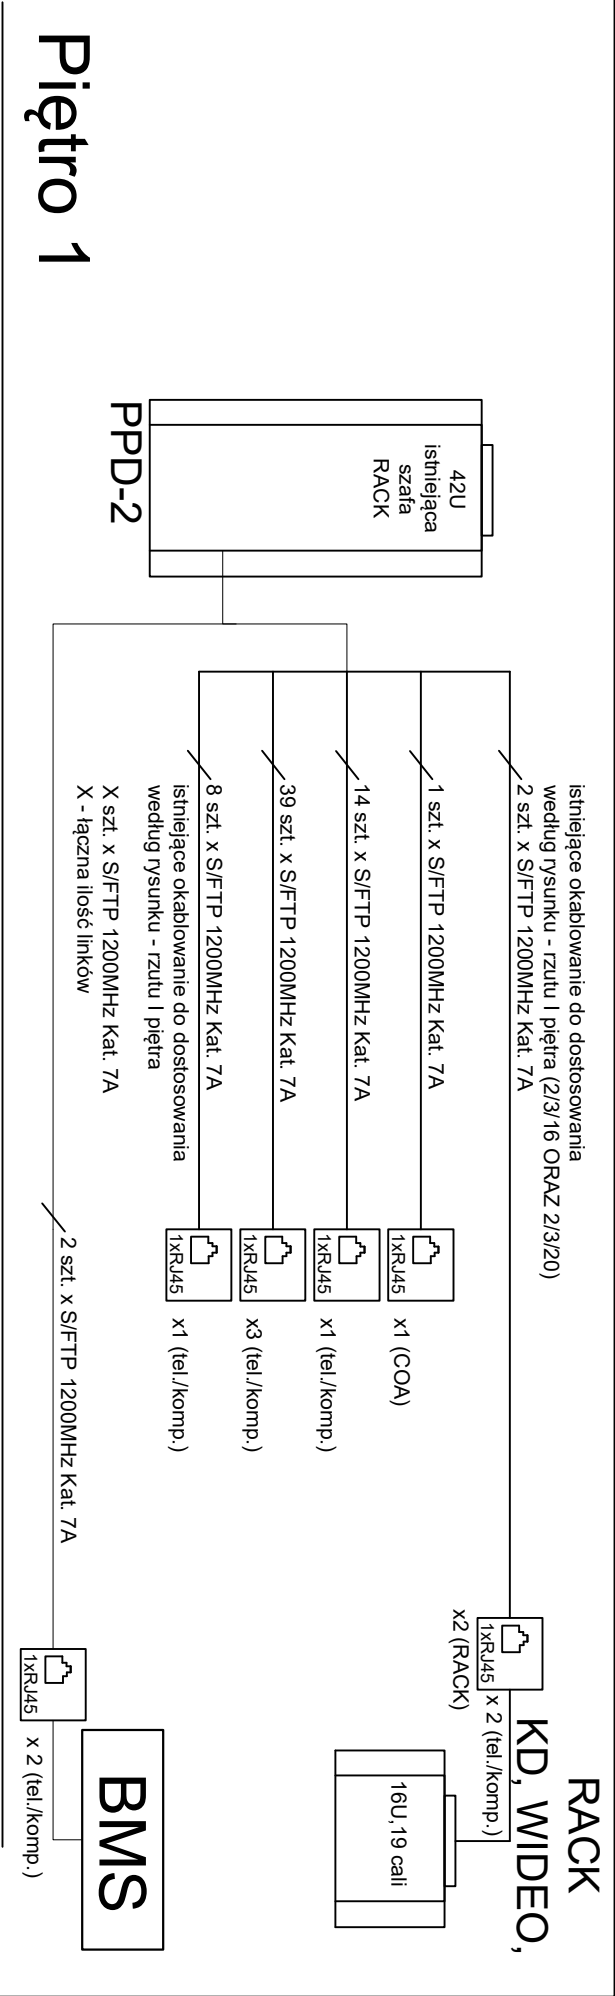 Piętro 1
42U
istniejąca
szafa
RACK
PPD-2
istniejące okablowanie do dostosowania
według rysunku - rzutu I piętra (2/3/16 ORAZ 2/3/20)
2 szt. x S/FTP 1200MHz Kat. 7A
1 szt. x S/FTP 1200MHz Kat. 7A
14 szt. x S/FTP 1200MHz Kat. 7A
39 szt. x S/FTP 1200MHz Kat. 7A
8 szt. x S/FTP 1200MHz Kat. 7A
istniejące okablowanie do dostosowania
według rysunku - rzutu I piętra
X szt. x S/FTP 1200MHz Kat. 7A
X - łączna ilość linków
1xRJ45
x1 (COA)
1xRJ45
x1 (tel./komp.)
1xRJ45
x3 (tel./komp.)
1xRJ45
x1 (tel./komp.)
2 szt. x S/FTP 1200MHz Kat. 7A
RACK
KD, WIDEO,
1xRJ45
x 2 (tel./komp.)
x2 (RACK)
16U,19 cali
1xRJ45
x 2 (tel./komp.)
BMS